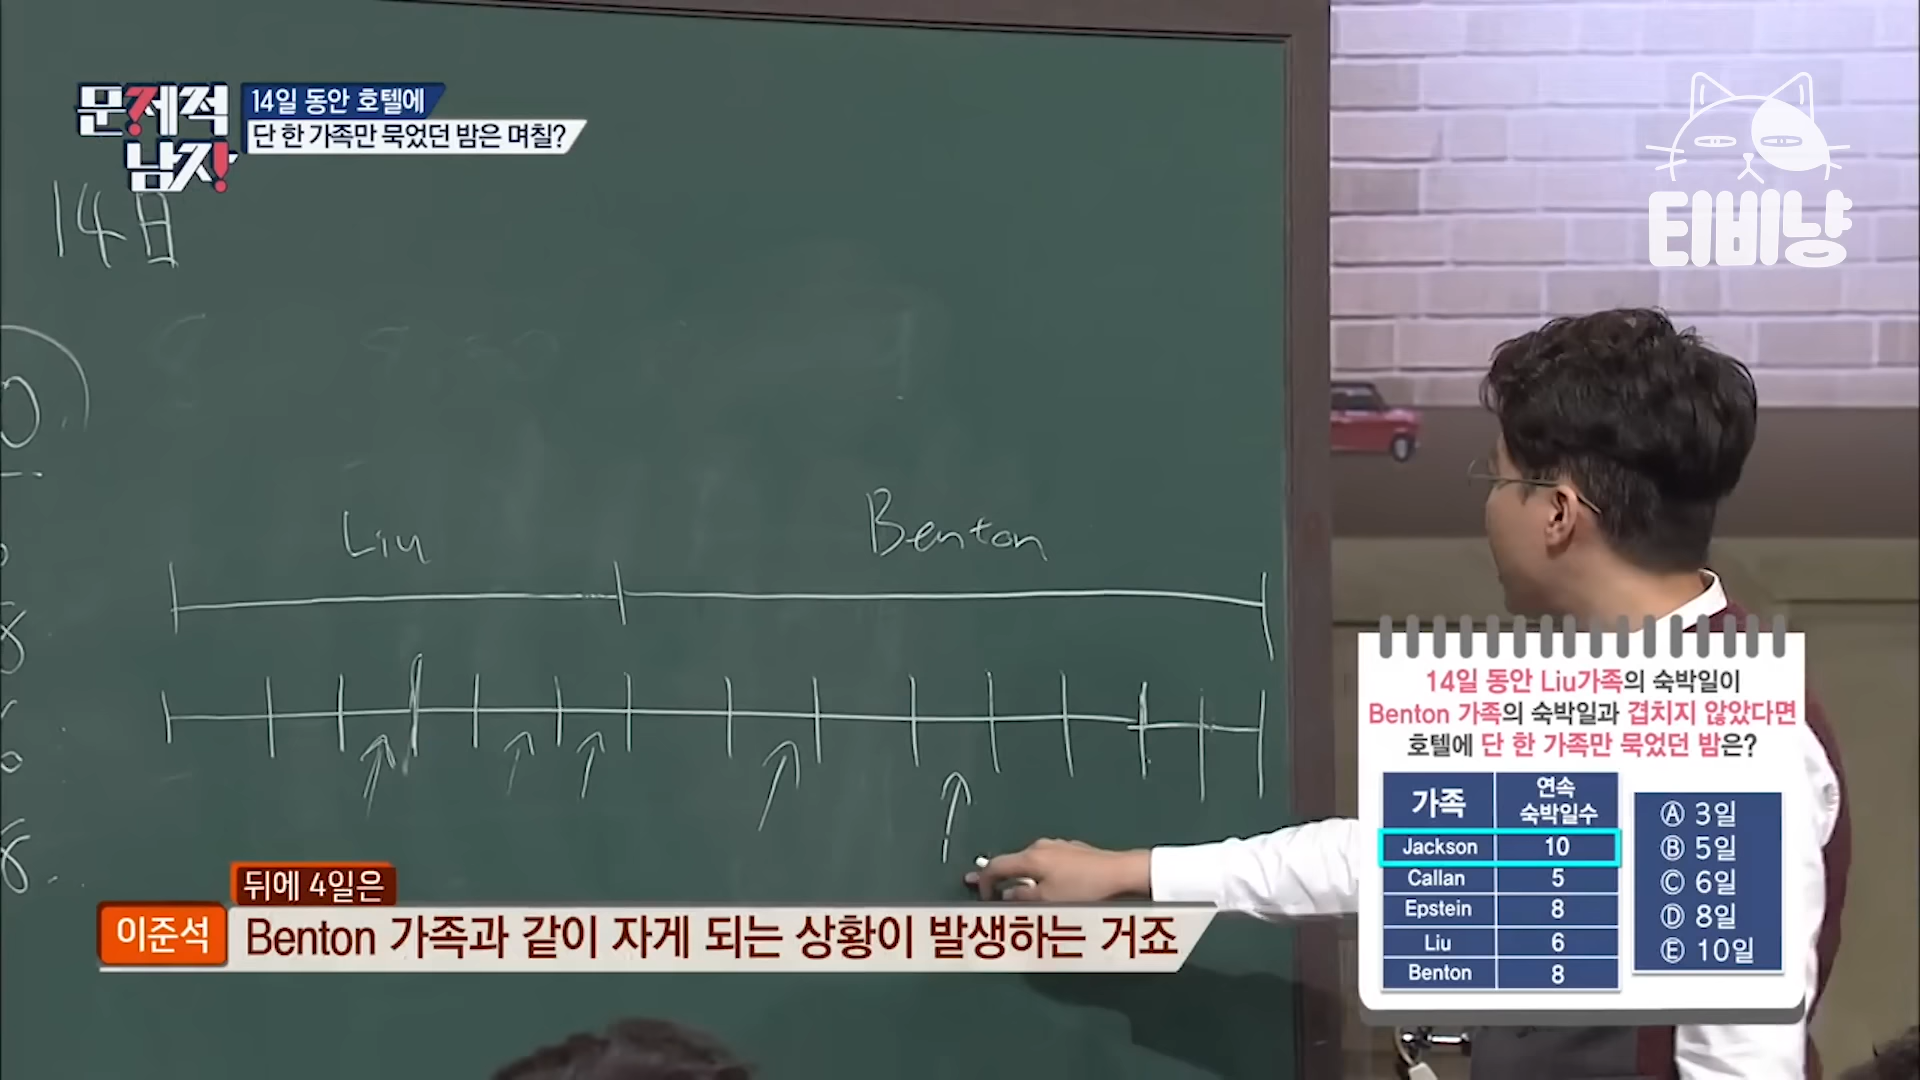 문제적
남자!
14일 동안 호텔에
단 한 가족만 묵었던 밤은 며칠?
티비냥
14日
Liu
Benton
14일 동안 Liu가족의 숙박일이
Benton 가족의 숙박일과 겹치지 않았다면
호텔에 단 한 가족만 묵었던 밤은?
가족 연속 숙박일수
Jackson 10
Callan 5
Epstein 8
Liu 6
Benton 8
Ⓐ 3일
Ⓑ 5일
Ⓒ 6일
Ⓓ 8일
Ⓔ 10일
뒤에 4일은
이준석 Benton 가족과 같이 자게 되는 상황이 발생하는 거죠